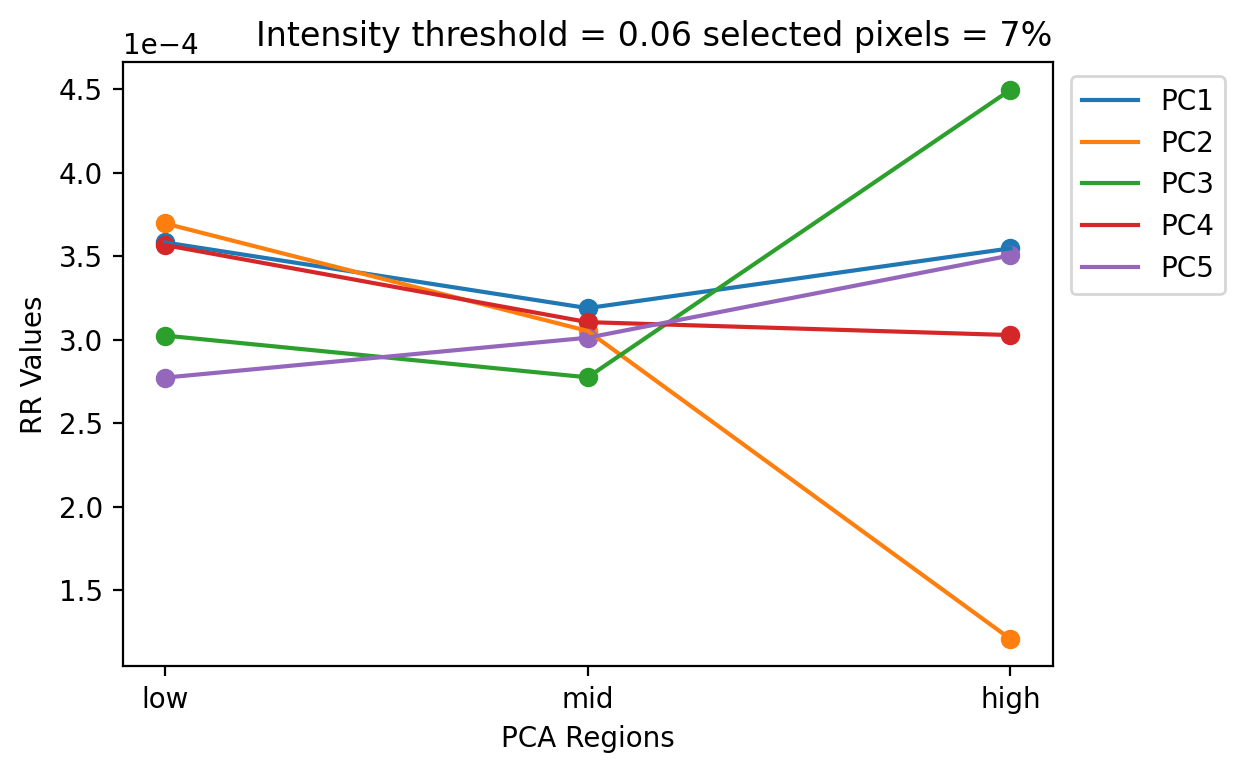 Intensity threshold = 0.06 selected pixels = 7%
1e−4
4.5
4.0
3.5
3.0
2.5
2.0
1.5
RR Values
low mid high
PCA Regions
PC1
PC2
PC3
PC4
PC5